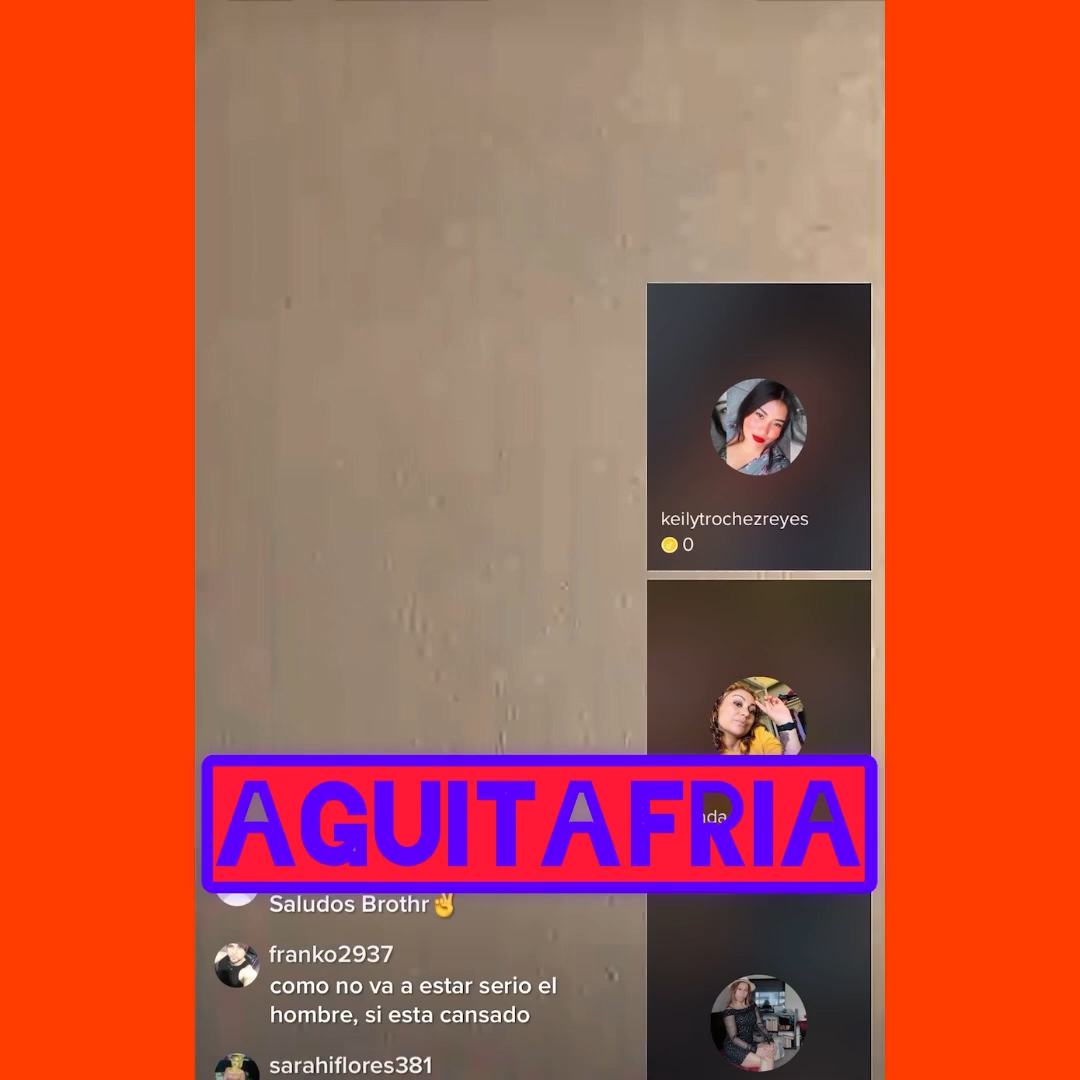 keilytrochezreyes
0
AGUITAFRIA
Saludos Brothr✌️
franko2937
como no va a estar serio el
hombre, si esta cansado
sarahiflores381